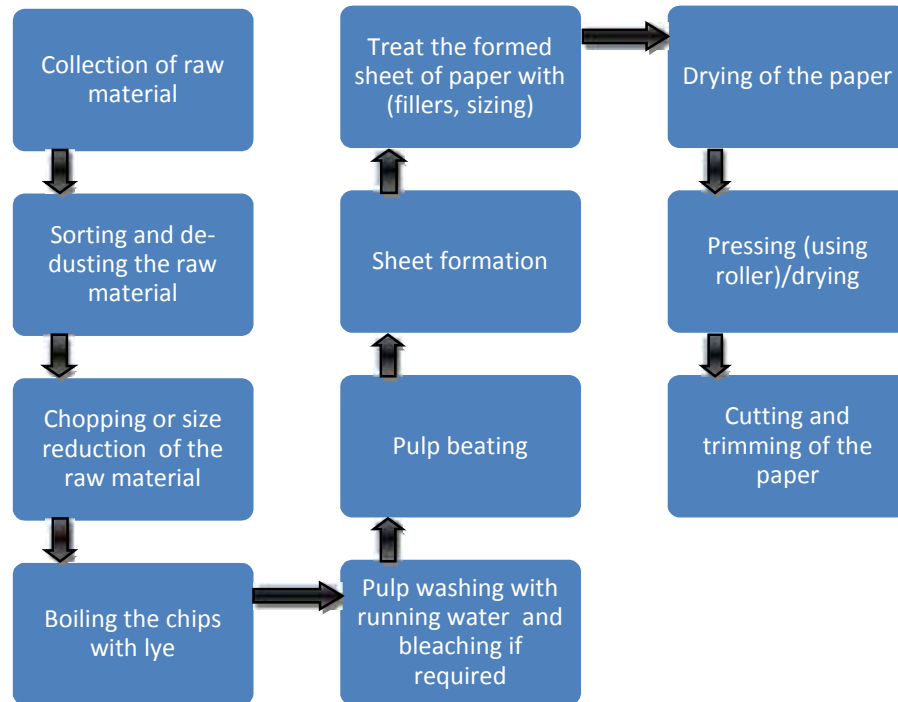 Collection of raw
material
Sorting and de-
dusting the raw
material
Chopping or size
reduction of the
raw material
Boiling the chips
with lye
Pulp washing with
running water and
bleaching if
required
Pulp beating
Sheet formation
Treat the formed
sheet of paper with
(fillers, sizing)
Drying of the paper
Pressing (using
roller)/drying
Cutting and
trimming of the
paper